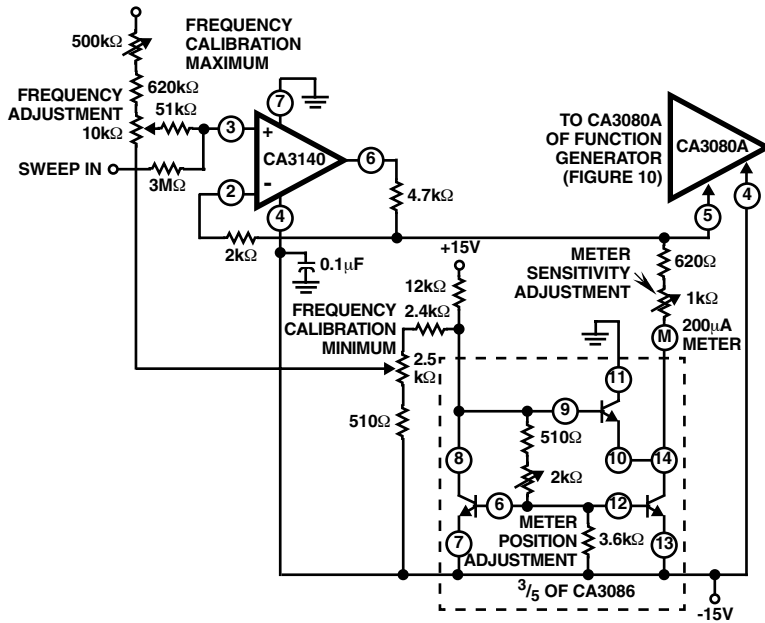 500kΩ
FREQUENCY
CALIBRATION
MAXIMUM
620kΩ
FREQUENCY
ADJUSTMENT
10kΩ
51kΩ
SWEEP IN
3MΩ
7
3
+
CA3140
6
2
-
4
4.7kΩ
2kΩ
0.1μF
TO CA3080A
OF FUNCTION
GENERATOR
(FIGURE 10)
CA3080A
5
4
+15V
12kΩ
2.4kΩ
FREQUENCY
CALIBRATION
MINIMUM
2.5
kΩ
510Ω
METER
SENSITIVITY
ADJUSTMENT
620Ω
1kΩ
M
200μA
METER
11
9
510Ω
10
14
8
2kΩ
6
12
7
METER
POSITION
ADJUSTMENT
3.6kΩ
13
3/5 OF CA3086
-15V